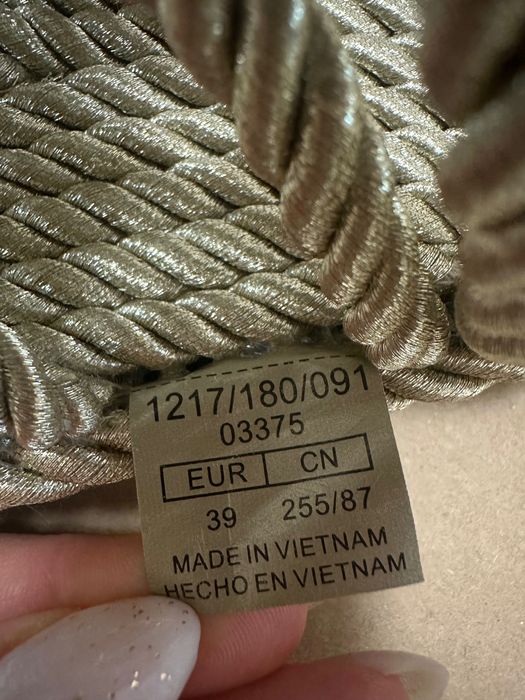 1217/180/091
03375
EUR CN
39 255/87
MADE IN VIETNAM
HECHO EN VIETNAM